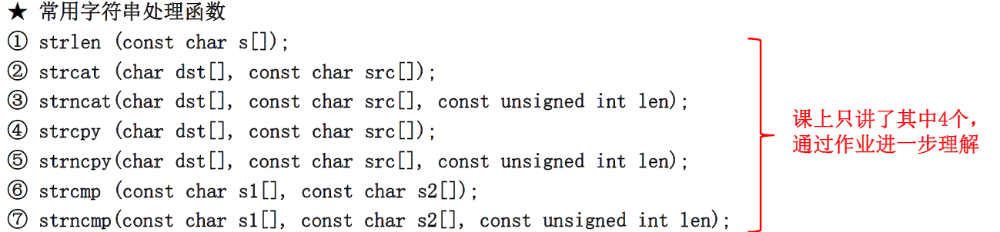 ★ 常用字符串处理函数
① strlen (const char s[]);
② strcat (char dst[], const char src[]);
③ strncat(char dst[], const char src[], const unsigned int len);
④ strcpy (char dst[], const char src[]);
⑤ strncpy(char dst[], const char src[], const unsigned int len);
⑥ strcmp (const char s1[], const char s2[]);
⑦ strncmp(const char s1[], const char s2[], const unsigned int len);
课上只讲了其中4个，
通过作业进一步理解